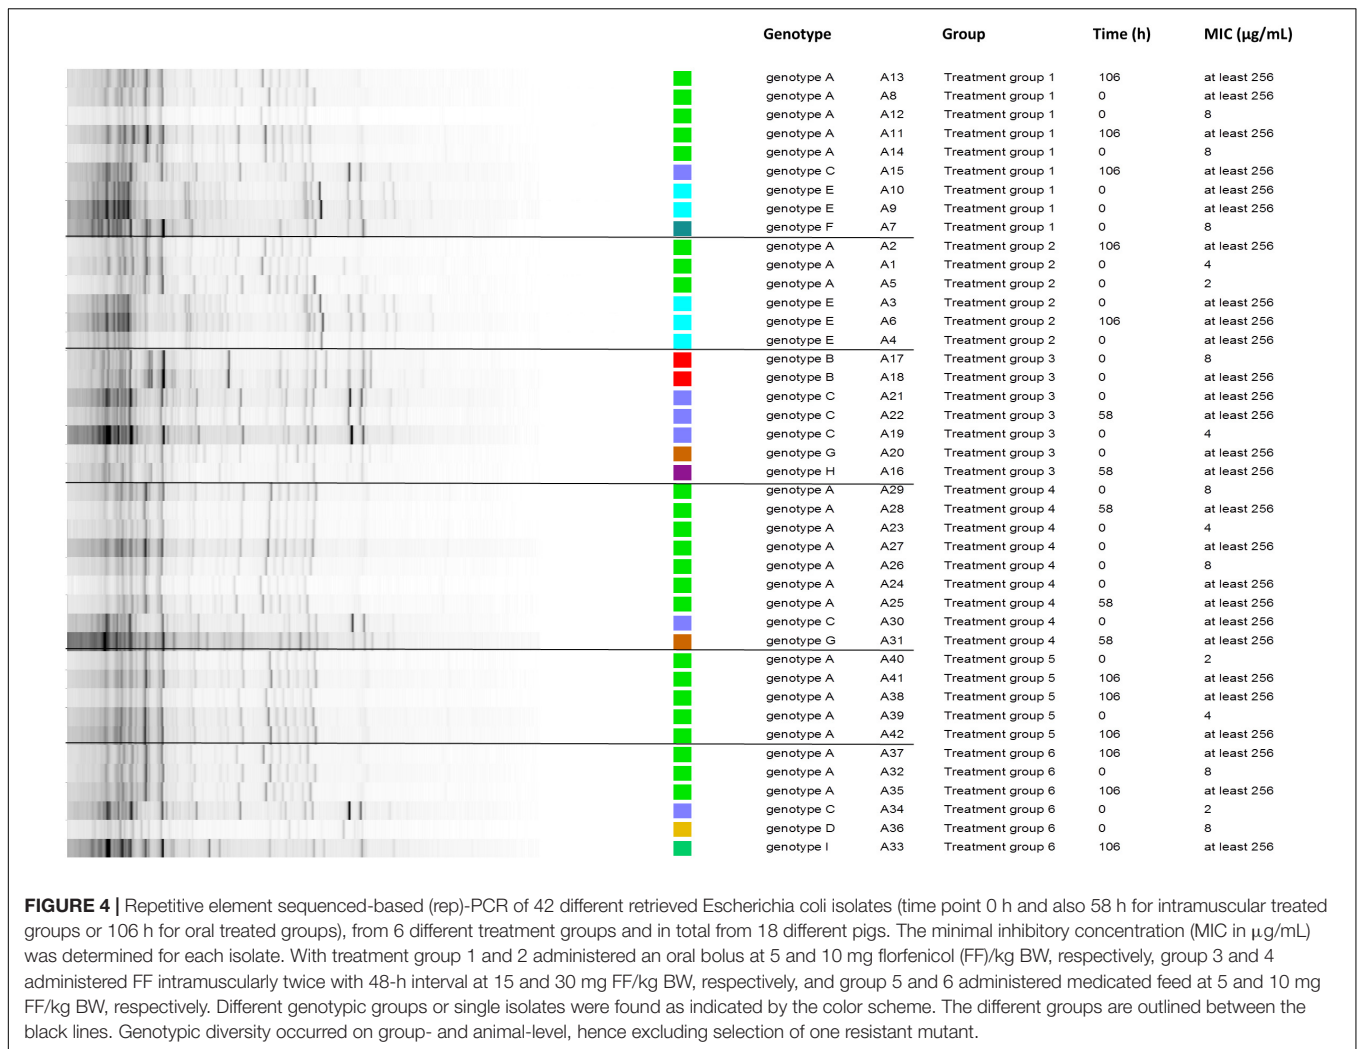 Genotype Group Time (h) MIC (µg/mL)
genotype A A13 Treatment group 1 106 at least 256
genotype A A8 Treatment group 1 0 at least 256
genotype A A12 Treatment group 1 0 8
genotype A A11 Treatment group 1 106 at least 256
genotype A A14 Treatment group 1 0 8
genotype C A15 Treatment group 1 106 at least 256
genotype E A10 Treatment group 1 0 at least 256
genotype E A9 Treatment group 1 0 at least 256
genotype F A7 Treatment group 1 0 8
genotype A A2 Treatment group 2 106 at least 256
genotype A A1 Treatment group 2 0 4
genotype A A5 Treatment group 2 0 2
genotype E A3 Treatment group 2 0 at least 256
genotype E A6 Treatment group 2 106 at least 256
genotype E A4 Treatment group 2 0 at least 256
genotype B A17 Treatment group 3 0 8
genotype B A18 Treatment group 3 0 at least 256
genotype C A21 Treatment group 3 0 at least 256
genotype C A22 Treatment group 3 58 at least 256
genotype C A19 Treatment group 3 0 4
genotype G A20 Treatment group 3 0 at least 256
genotype H A16 Treatment group 3 58 at least 256
genotype A A29 Treatment group 4 0 8
genotype A A28 Treatment group 4 58 at least 256
genotype A A23 Treatment group 4 0 4
genotype A A27 Treatment group 4 0 at least 256
genotype A A26 Treatment group 4 0 8
genotype A A24 Treatment group 4 0 at least 256
genotype A A25 Treatment group 4 58 at least 256
genotype C A30 Treatment group 4 0 at least 256
genotype G A31 Treatment group 4 58 at least 256
genotype A A40 Treatment group 5 0 2
genotype A A41 Treatment group 5 106 at least 256
genotype A A38 Treatment group 5 106 at least 256
genotype A A39 Treatment group 5 0 4
genotype A A42 Treatment group 5 106 at least 256
genotype A A37 Treatment group 6 106 at least 256
genotype A A32 Treatment group 6 0 8
genotype A A35 Treatment group 6 106 at least 256
genotype C A34 Treatment group 6 0 2
genotype D A36 Treatment group 6 0 8
genotype I A33 Treatment group 6 106 at least 256
FIGURE 4 | Repetitive element sequenced-based (rep)-PCR of 42 different retrieved Escherichia coli isolates (time point 0 h and also 58 h for intramuscular treated
groups or 106 h for oral treated groups), from 6 different treatment groups and in total from 18 different pigs. The minimal inhibitory concentration (MIC in µg/mL)
was determined for each isolate. With treatment group 1 and 2 administered an oral bolus at 5 and 10 mg florfenicol (FF)/kg BW, respectively, group 3 and 4
administered FF intramuscularly twice with 48-h interval at 15 and 30 mg FF/kg BW, respectively, and group 5 and 6 administered medicated feed at 5 and 10 mg
FF/kg BW, respectively. Different genotypic groups or single isolates were found as indicated by the color scheme. The different groups are outlined between the
black lines. Genotypic diversity occurred on group- and animal-level, hence excluding selection of one resistant mutant.